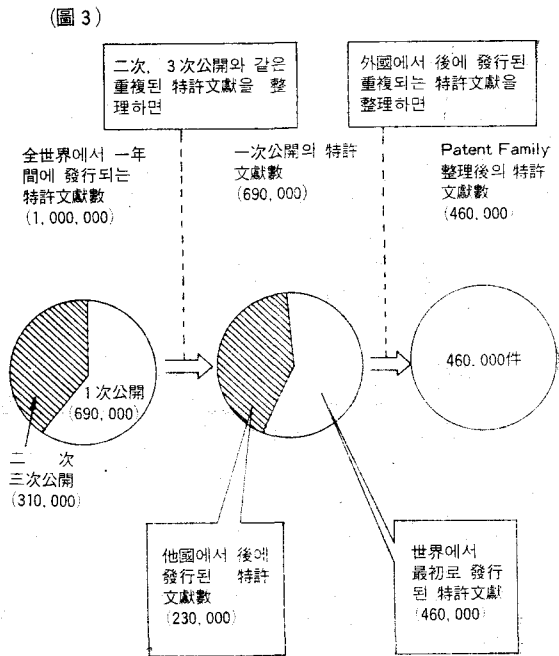 (圖 3)
二次, 3次公開와 같은
重複된 特許文獻을 整
理하면
外國에서 後에 發行된
重複되는 特許文獻을
整理하면
全世界에서 一年
間에 發行되는
特許文獻數
(1,000,000)
一次公開의 特許
文獻數
(690,000)
Patent Family
整理後의 特許
文獻數
(460,000)
1次公開
(690,000)
二 次
三次公開
(310,000)
460.000件
他國에서 後에
發行된 特許
文獻數
(230,000)
世界에서
最初로 發行
된 特許文獻
(460,000)